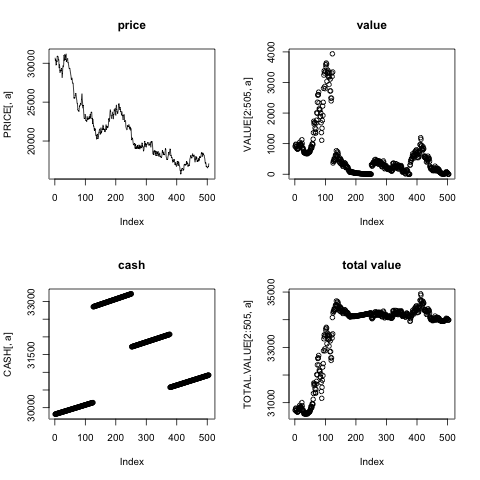 price
PRICE[, a]
20000 25000 30000
0 100 200 300 400 500
Index
value
VALUE[2:505, a]
0 1000 2000 3000 4000
0 100 200 300 400 500
Index
cash
CASH[, a]
30000 31500 33000
0 100 200 300 400 500
Index
total value
TOTAL.VALUE[2:505, a]
31000 33000 35000
0 100 200 300 400 500
Index